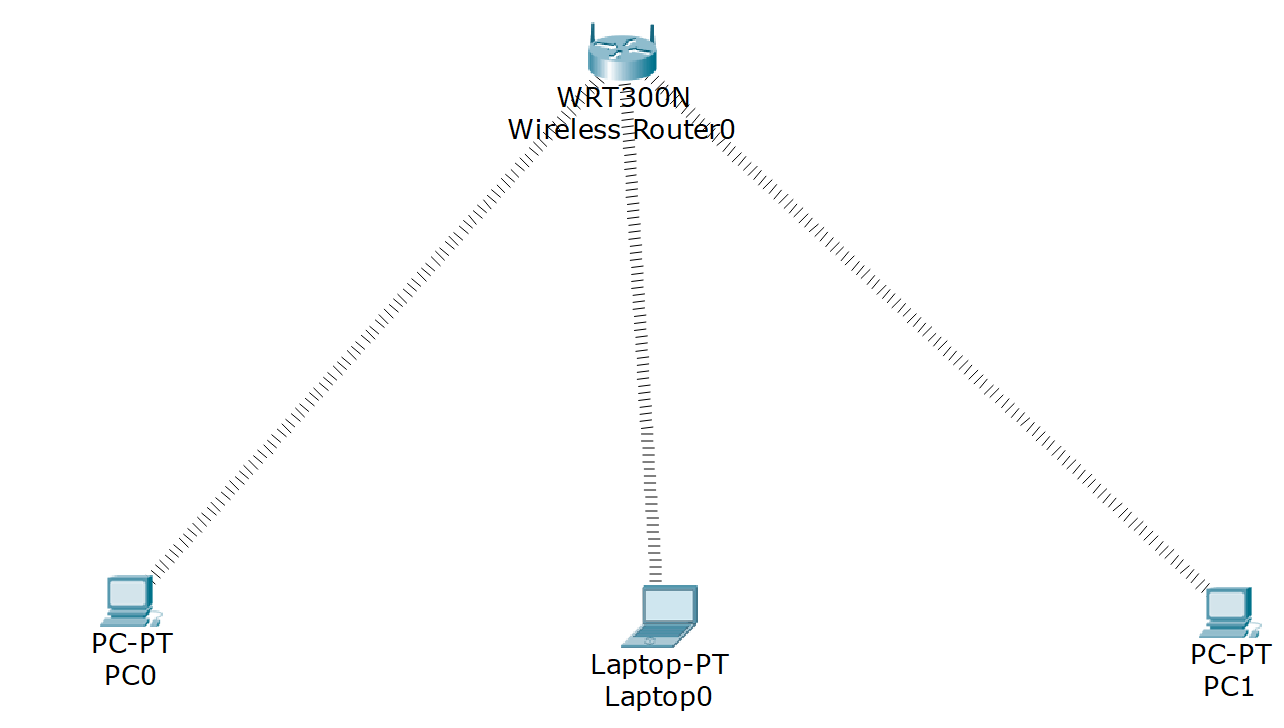 WRT300N
Wireless Router0
PC-PT
PC0
Laptop-PT
Laptop0
PC-PT
PC1